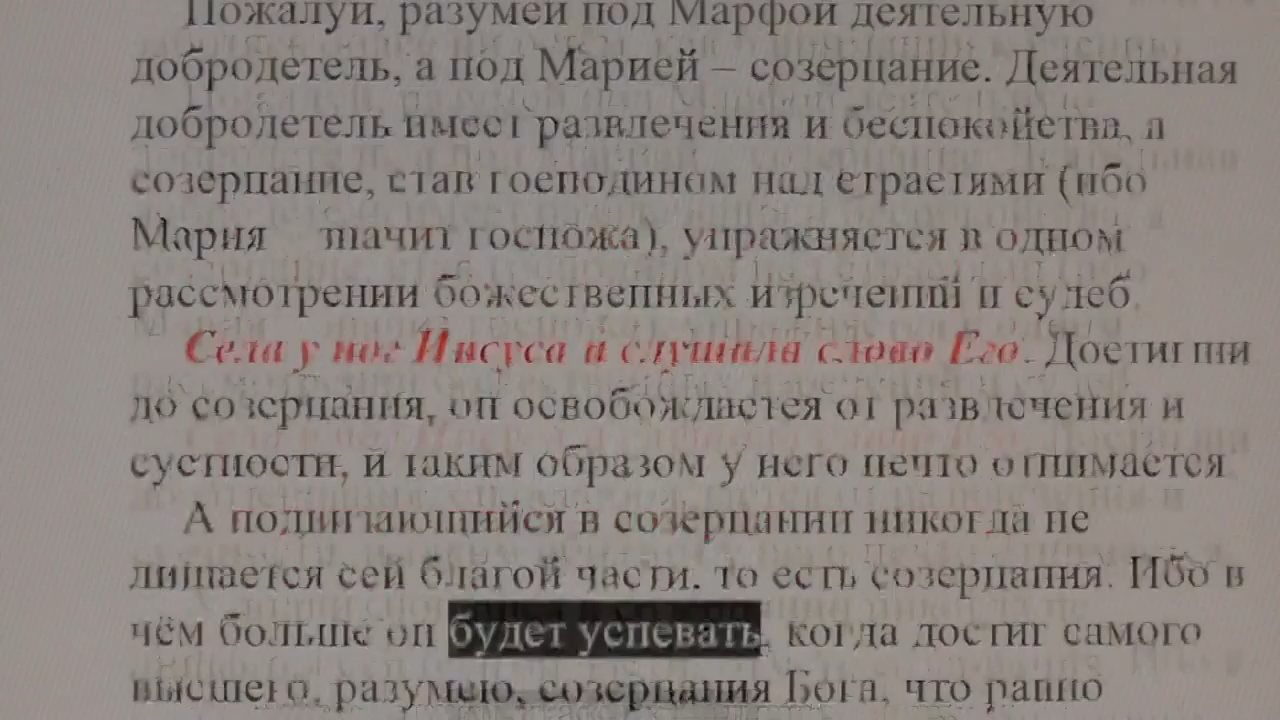 Пожалуй, разумей под Марфой деятельную
добродетель, а под Марией – созерцание. Деятельная
добродетель имеет развлечения и беспокойства, а
созерцание, став господином над страстями (ибо
Мария значит госпожа), упражняется в одном
рассмотрении божественных изречений и судеб.
Села у ног Иисуса и слушала слово Его. Достигши
до созерцания, он освобождается от развлечения и
суетности, и таким образом у него нечто отнимается
А подвизающийся в созерцании никогда не
лишается сей благой части. то есть созерцания. Ибо в
чём больше он будет успевать, когда достиг самого
высшего, разумею, созерцания Бога, что равно